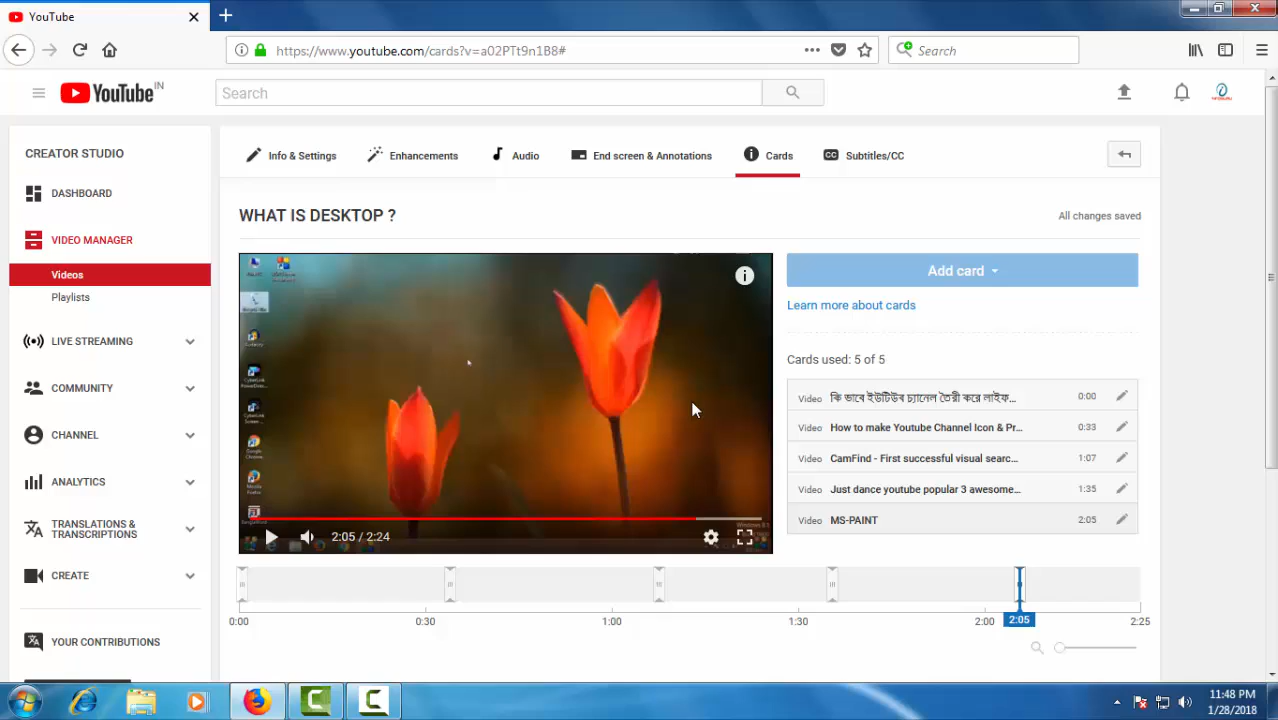 YouTube
https://www.youtube.com/cards?v=a02PTt9n1B8#
Search
YouTube IN
Search
CREATOR STUDIO
DASHBOARD
VIDEO MANAGER
Videos
Playlists
LIVE STREAMING
COMMUNITY
CHANNEL
ANALYTICS
TRANSLATIONS &
TRANSCRIPTIONS
CREATE
YOUR CONTRIBUTIONS
Info & Settings
Enhancements
Audio
End screen & Annotations
Cards
CC Subtitles/CC
WHAT IS DESKTOP ?
All changes saved
2:05 / 2:24
Add card
Learn more about cards
Cards used: 5 of 5
Video কি ভাবে ইউটিউব চ্যানেল তৈরী করে লাইফ... 0:00
Video How to make Youtube Channel Icon & Pr... 0:33
Video CamFind - First successful visual searc... 1:07
Video Just dance youtube popular 3 awesome... 1:35
Video MS-PAINT 2:05
0:00 0:30 1:00 1:30 2:00 2:05 2:25
11:48 PM
1/28/2018